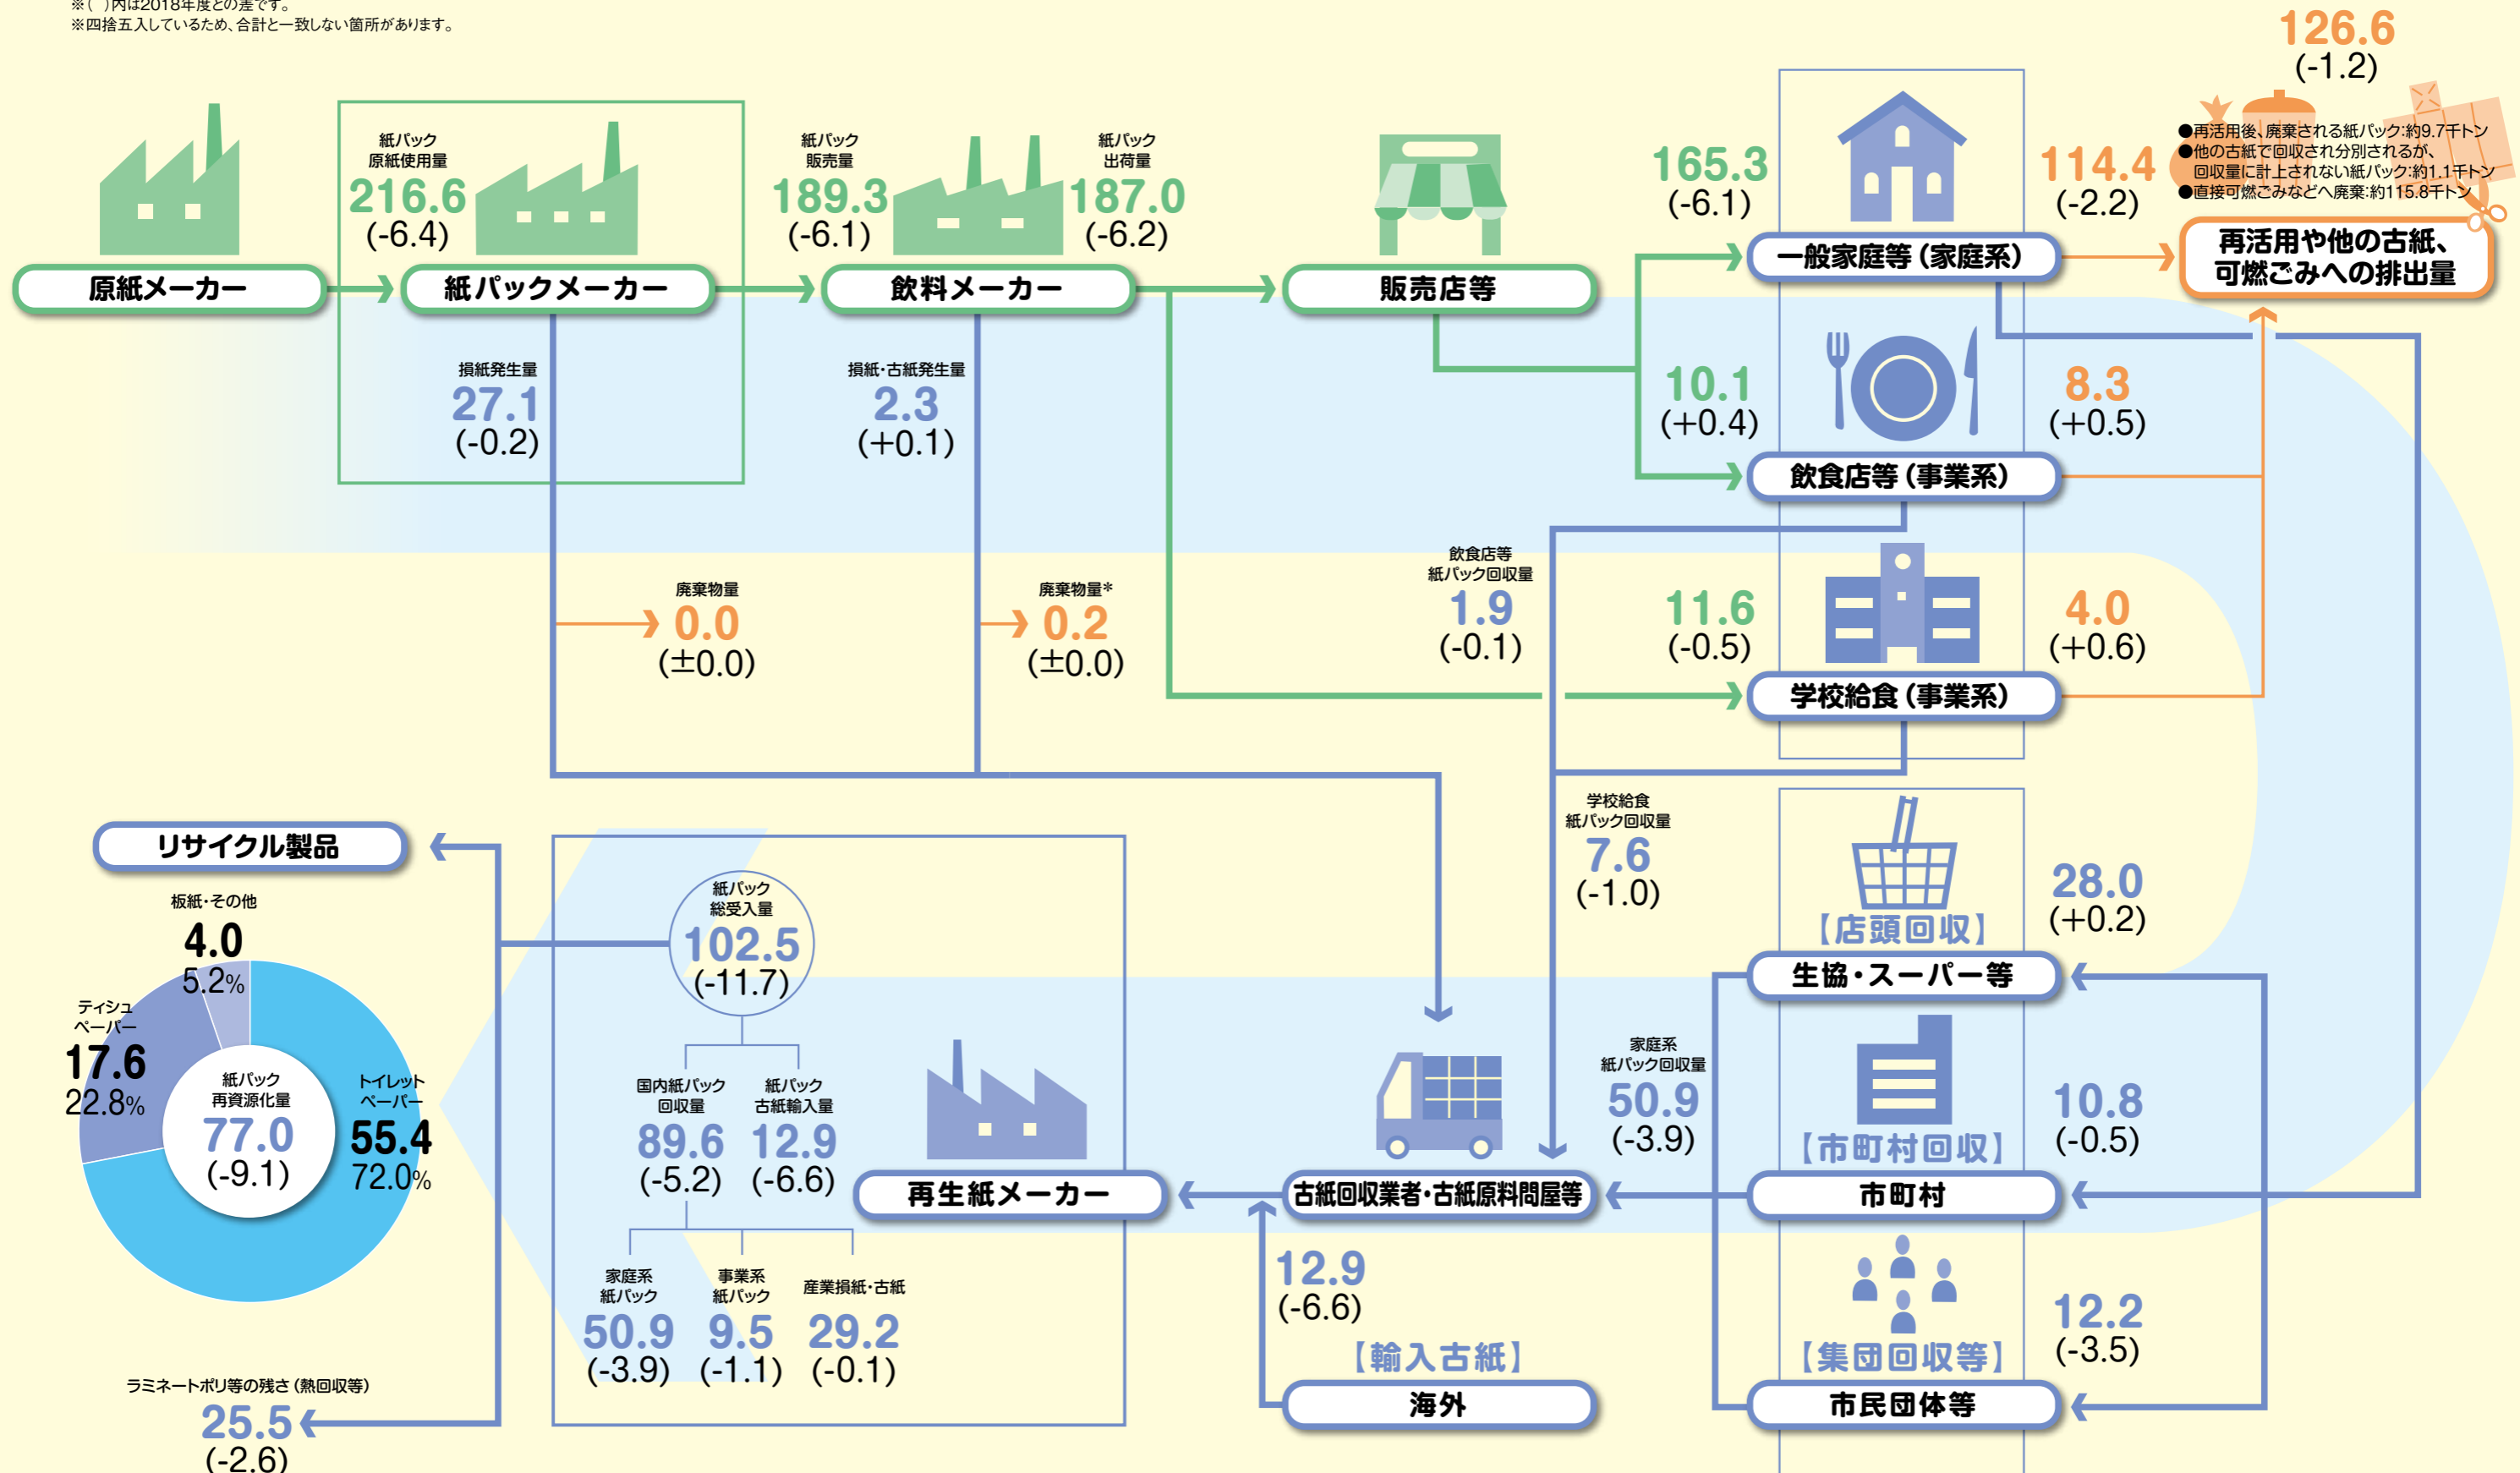 ※(　)内は2018年度との差です。
※四捨五入しているため、合計と一致しない箇所があります。
126.6
(-1.2)
●再活用後、廃棄される紙パック:約9.7千トン
●他の古紙で回収され分別されるが、
回収量に計上されない紙パック:約1.1千トン
●直接可燃ごみなどへ廃棄:約115.8千トン
再活用や他の古紙、
可燃ごみへの排出量
原紙メーカー
紙パック
原紙使用量
216.6
(-6.4)
紙パックメーカー
紙パック
販売量
189.3
(-6.1)
飲料メーカー
紙パック
出荷量
187.0
(-6.2)
販売店等
165.3
(-6.1)
一般家庭等(家庭系)
114.4
(-2.2)
損紙発生量
27.1
(-0.2)
損紙・古紙発生量
2.3
(+0.1)
10.1
(+0.4)
飲食店等(事業系)
8.3
(+0.5)
廃棄物量
0.0
(±0.0)
廃棄物量*
0.2
(±0.0)
飲食店等
紙パック回収量
1.9
(-0.1)
11.6
(-0.5)
学校給食(事業系)
4.0
(+0.6)
学校給食
紙パック回収量
7.6
(-1.0)
【店頭回収】
生協・スーパー等
28.0
(+0.2)
家庭系
紙パック回収量
50.9
(-3.9)
【市町村回収】
市町村
10.8
(-0.5)
【集団回収等】
市民団体等
12.2
(-3.5)
古紙回収業者・古紙原料問屋等
12.9
(-6.6)
【輸入古紙】
海外
再生紙メーカー
紙パック
総受入量
102.5
(-11.7)
国内紙パック
回収量
89.6
(-5.2)
紙パック
古紙輸入量
12.9
(-6.6)
家庭系
紙パック
50.9
(-3.9)
事業系
紙パック
9.5
(-1.1)
産業損紙・古紙
29.2
(-0.1)
リサイクル製品
板紙・その他
4.0
5.2%
ティシュ
ペーパー
17.6
22.8%
紙パック
再資源化量
77.0
(-9.1)
トイレット
ペーパー
55.4
72.0%
ラミネートポリ等の残さ(熱回収等)
25.5
(-2.6)